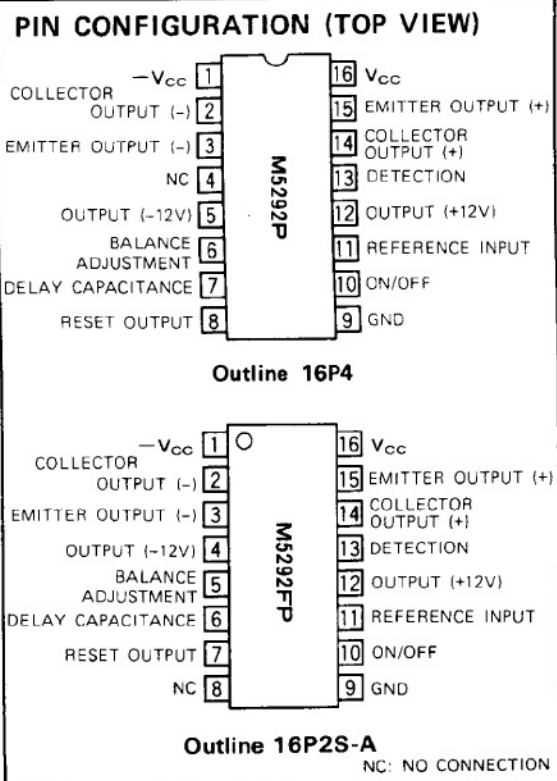 PIN CONFIGURATION (TOP VIEW)
−Vcc 1
COLLECTOR
OUTPUT (-) 2
EMITTER OUTPUT (-) 3
NC 4
OUTPUT (-12V) 5
BALANCE
ADJUSTMENT 6
DELAY CAPACITANCE 7
RESET OUTPUT 8
M5292P
16 Vcc
15 EMITTER OUTPUT (+)
14 COLLECTOR
OUTPUT (+)
13 DETECTION
12 OUTPUT (+12V)
11 REFERENCE INPUT
10 ON/OFF
9 GND
Outline 16P4
−Vcc 1
COLLECTOR
OUTPUT (-) 2
EMITTER OUTPUT (-) 3
OUTPUT (-12V) 4
BALANCE
ADJUSTMENT 5
DELAY CAPACITANCE 6
RESET OUTPUT 7
NC 8
M5292FP
16 Vcc
15 EMITTER OUTPUT (+)
14 COLLECTOR
OUTPUT (+)
13 DETECTION
12 OUTPUT (+12V)
11 REFERENCE INPUT
10 ON/OFF
9 GND
Outline 16P2S-A
NC: NO CONNECTION